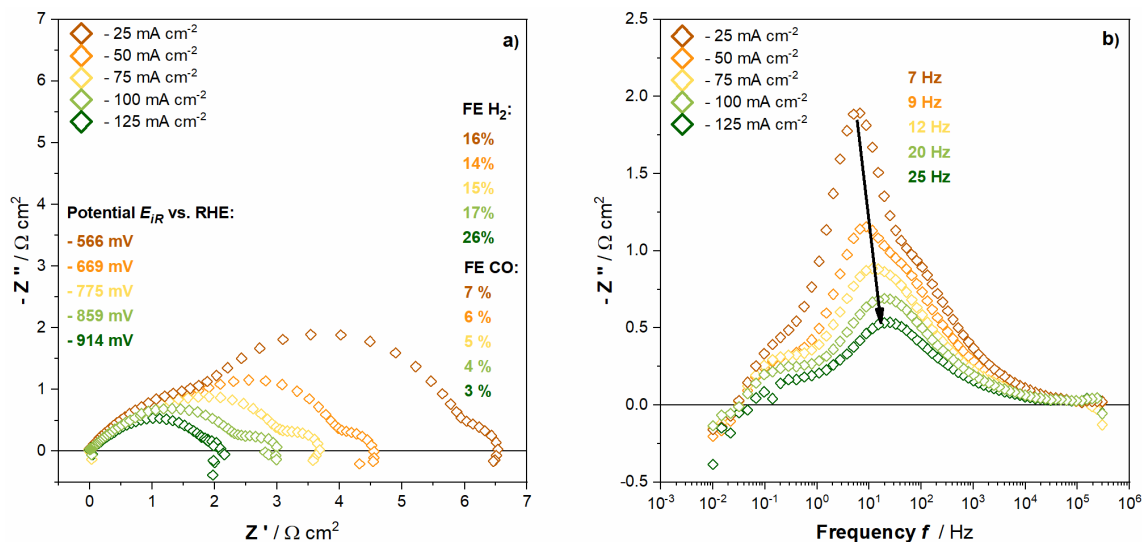 a)
- 25 mA cm⁻²
- 50 mA cm⁻²
- 75 mA cm⁻²
- 100 mA cm⁻²
- 125 mA cm⁻²
FE H₂:
16%
14%
15%
17%
26%
FE CO:
7 %
6 %
5 %
4 %
3 %
Potential E_iR vs. RHE:
- 566 mV
- 669 mV
- 775 mV
- 859 mV
- 914 mV
7
6
5
4
3
2
1
0
- Z '' / Ω cm²
0 1 2 3 4 5 6 7
Z ' / Ω cm²
b)
- 25 mA cm⁻²
- 50 mA cm⁻²
- 75 mA cm⁻²
- 100 mA cm⁻²
- 125 mA cm⁻²
7 Hz
9 Hz
12 Hz
20 Hz
25 Hz
2.5
2.0
1.5
1.0
0.5
0.0
-0.5
- Z '' / Ω cm²
10⁻³ 10⁻² 10⁻¹ 10⁰ 10¹ 10² 10³ 10⁴ 10⁵ 10⁶
Frequency f / Hz